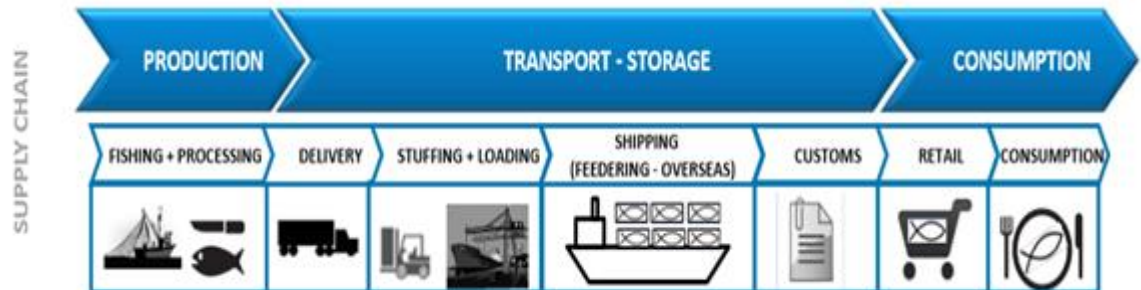 SUPPLY CHAIN
PRODUCTION
TRANSPORT - STORAGE
CONSUMPTION
FISHING + PROCESSING
DELIVERY
STUFFING + LOADING
SHIPPING
(FEEDERING - OVERSEAS)
CUSTOMS
RETAIL
CONSUMPTION